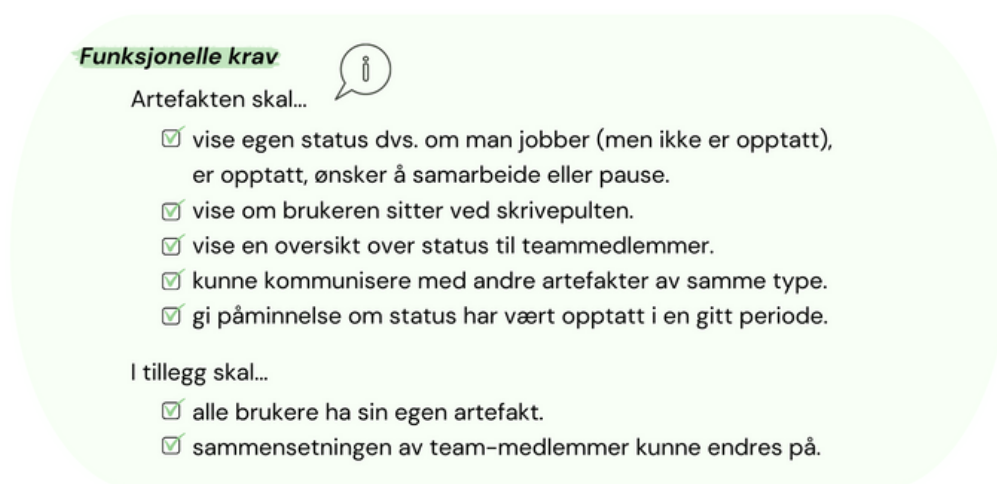 Funksjonelle krav
Artefakten skal...
vise egen status dvs. om man jobber (men ikke er opptatt),
er opptatt, ønsker å samarbeide eller pause.
vise om brukeren sitter ved skrivepulten.
vise en oversikt over status til teammedlemmer.
kunne kommunisere med andre artefakter av samme type.
gi påminnelse om status har vært opptatt i en gitt periode.
I tillegg skal...
alle brukere ha sin egen artefakt.
sammensetningen av team-medlemmer kunne endres på.